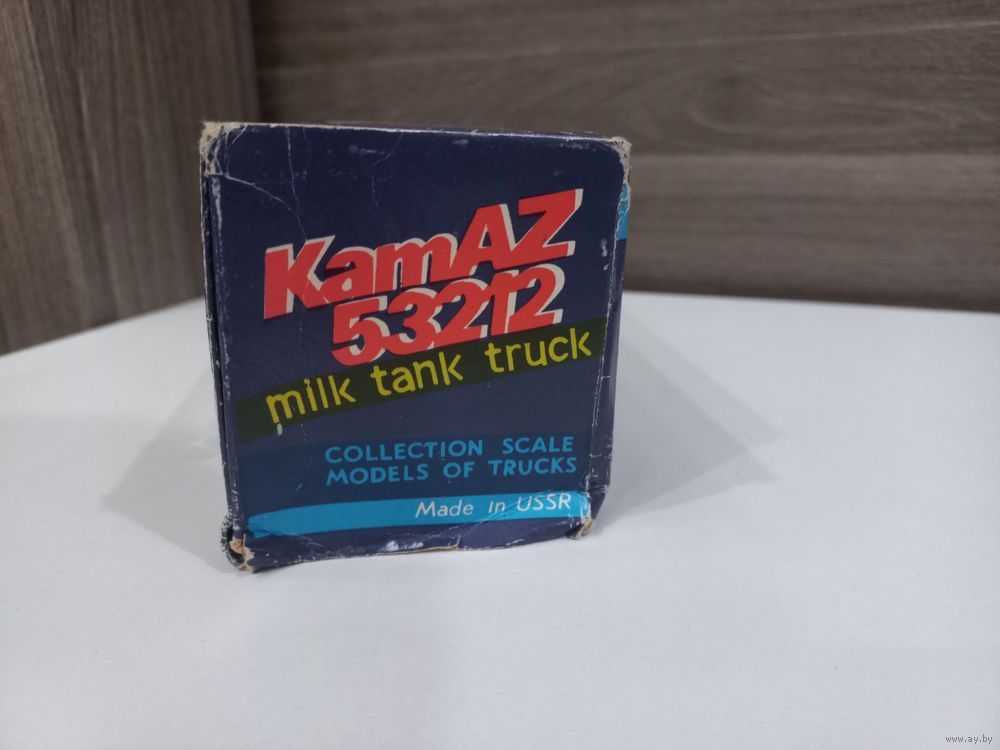 KamAZ
53212
milk tank truck
COLLECTION SCALE
MODELS OF TRUCKS
Made in USSR
www.ay.by